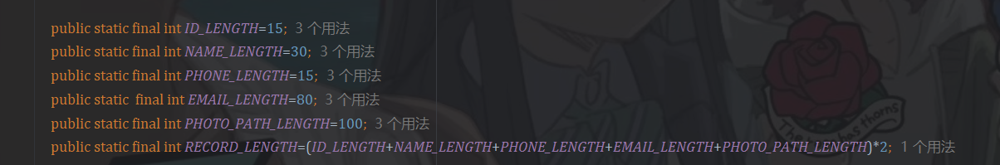 public static final int ID_LENGTH=15; 3 个用法
public static final int NAME_LENGTH=30; 3 个用法
public static final int PHONE_LENGTH=15; 3 个用法
public static  final int EMAIL_LENGTH=80; 3 个用法
public static final int PHOTO_PATH_LENGTH=100; 3 个用法
public static final int RECORD_LENGTH=(ID_LENGTH+NAME_LENGTH+PHONE_LENGTH+EMAIL_LENGTH+PHOTO_PATH_LENGTH)*2; 1 个用法
thorns